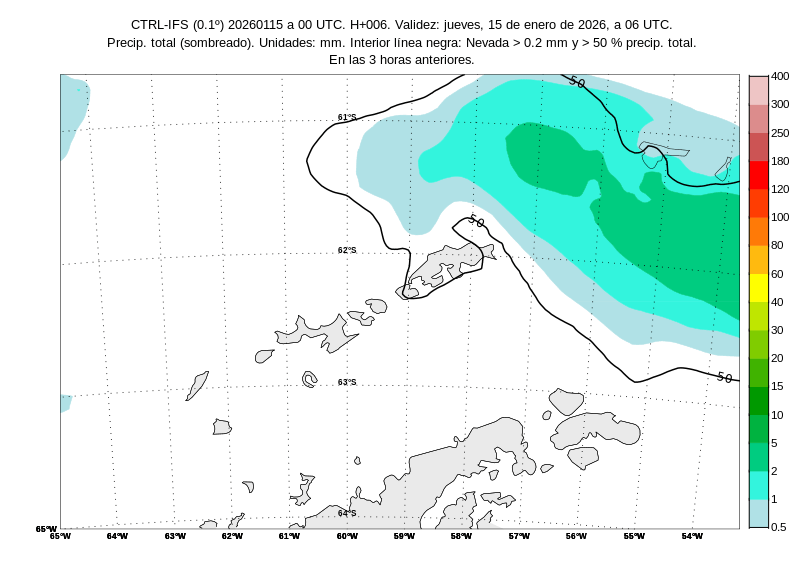 CTRL-IFS (0.1º) 20260115 a 00 UTC. H+006. Validez: jueves, 15 de enero de 2026, a 06 UTC.
Precip. total (sombreado). Unidades: mm. Interior línea negra: Nevada > 0.2 mm y > 50 % precip. total.
En las 3 horas anteriores.
50
61°S
50
62°S
63°S
50
64°S
65°W
65°W 64°W 63°W 62°W 61°W 60°W 59°W 58°W 57°W 56°W 55°W 54°W
400
300
250
180
120
100
80
60
40
30
20
15
10
5
2
1
0.5